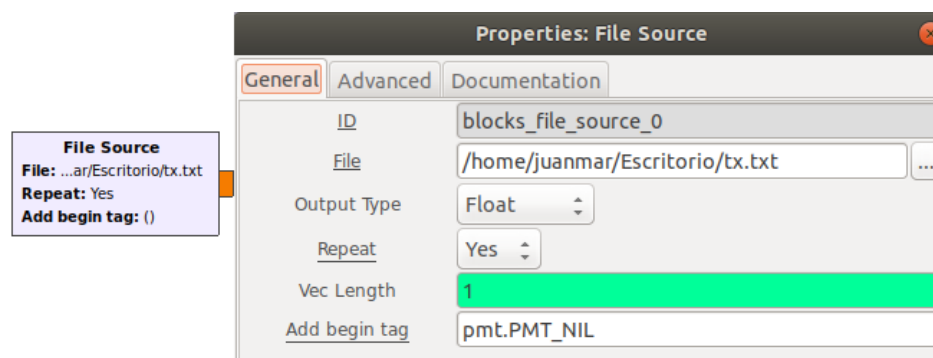 Properties: File Source
General Advanced Documentation
ID blocks_file_source_0
File /home/juanmar/Escritorio/tx.txt ...
Output Type Float
Repeat Yes
Vec Length 1
Add begin tag pmt.PMT_NIL
File Source
File: ...ar/Escritorio/tx.txt
Repeat: Yes
Add begin tag: ()